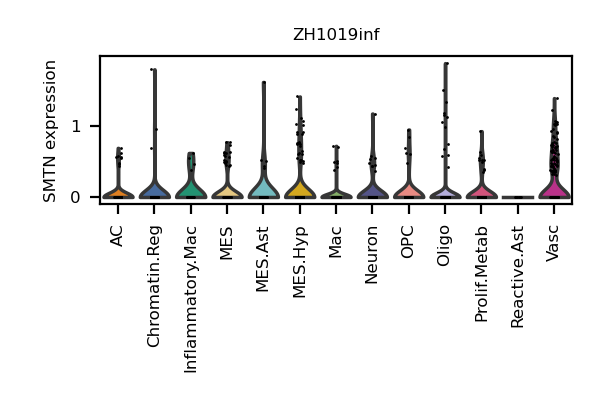 ZH1019inf
SMTN expression
1
0
AC
Chromatin.Reg
Inflammatory.Mac
MES
MES.Ast
MES.Hyp
Mac
Neuron
OPC
Oligo
Prolif.Metab
Reactive.Ast
Vasc